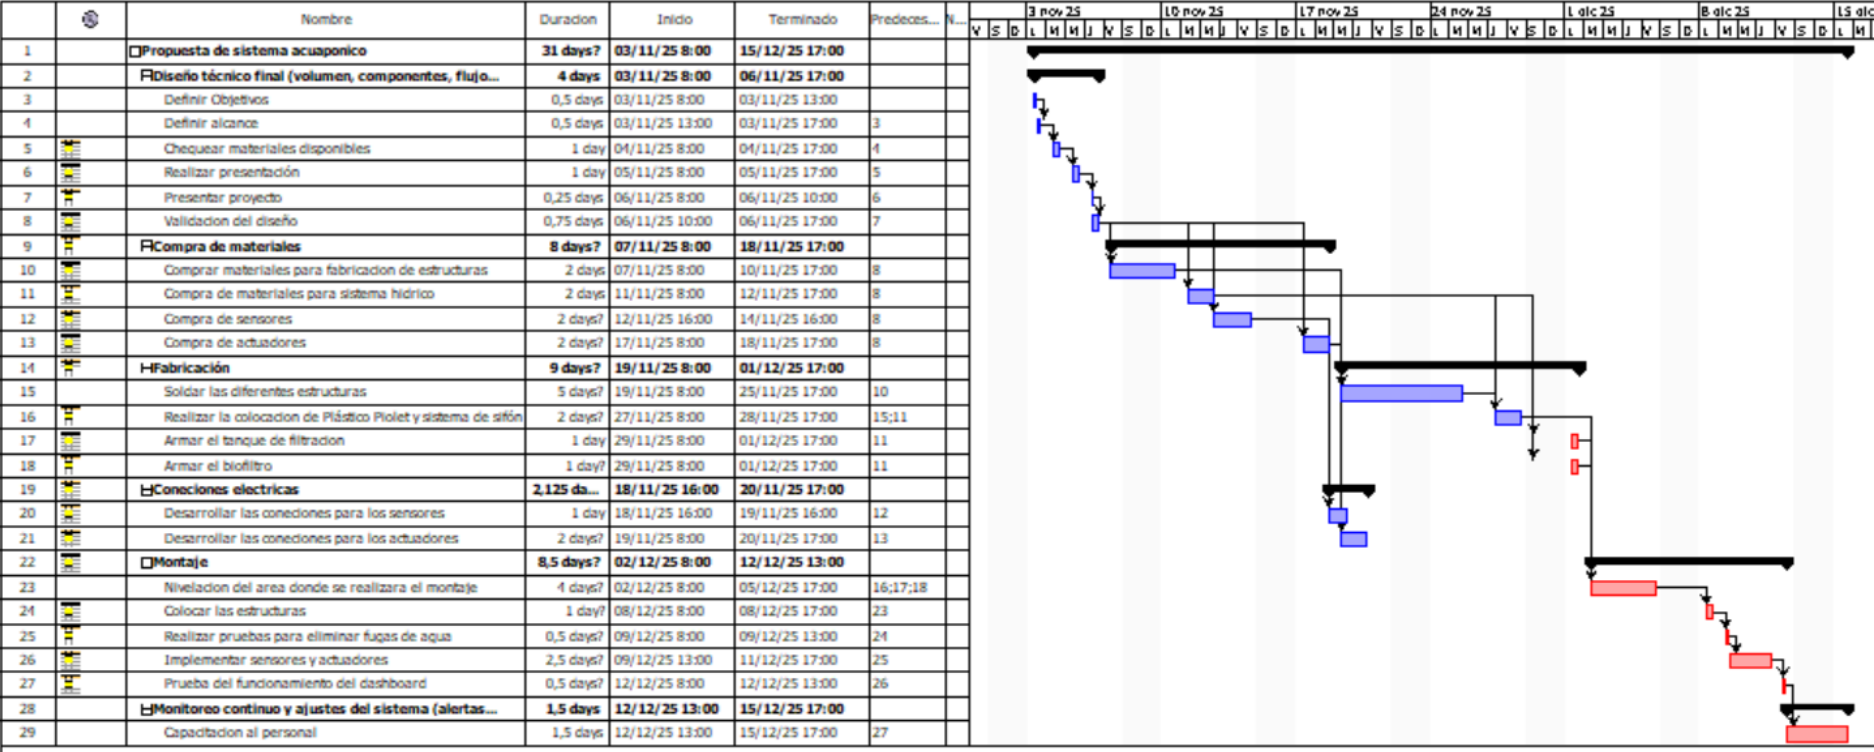 Nombre Duracion Inicio Terminado Predeces... N... 3 nov 25 10 nov 25 17 nov 25 24 nov 25 1 dic 25 8 dic 25 15 dic
V S D L M M J V S D L M M J V S D L M M J V S D L M M J V S D L M M J V S D L M M J V S D L M
1 Propuesta de sistema acuaponico 31 days? 03/11/25 8:00 15/12/25 17:00
2 Diseño técnico final (volumen, componentes, flujo... 4 days 03/11/25 8:00 06/11/25 17:00
3 Definir Objetivos 0,5 days 03/11/25 8:00 03/11/25 13:00
4 Definir alcance 0,5 days 03/11/25 13:00 03/11/25 17:00 3
5 Chequear materiales disponibles 1 day 04/11/25 8:00 04/11/25 17:00 4
6 Realizar presentación 1 day 05/11/25 8:00 05/11/25 17:00 5
7 Presentar proyecto 0,25 days 06/11/25 8:00 06/11/25 10:00 6
8 Validacion del diseño 0,75 days 06/11/25 10:00 06/11/25 17:00 7
9 Compra de materiales 8 days? 07/11/25 8:00 18/11/25 17:00
10 Comprar materiales para fabricacion de estructuras 2 days 07/11/25 8:00 10/11/25 17:00 8
11 Compra de materiales para sistema hidrico 2 days 11/11/25 8:00 12/11/25 17:00 8
12 Compra de sensores 2 days? 12/11/25 16:00 14/11/25 16:00 8
13 Compra de actuadores 2 days? 17/11/25 8:00 18/11/25 17:00 8
14 Fabricación 9 days? 19/11/25 8:00 01/12/25 17:00
15 Soldar las diferentes estructuras 5 days? 19/11/25 8:00 25/11/25 17:00 10
16 Realizar la colocacion de Plástico Piolet y sistema de sifón 2 days? 27/11/25 8:00 28/11/25 17:00 15;11
17 Armar el tanque de filtracion 1 day 29/11/25 8:00 01/12/25 17:00 11
18 Armar el biofiltro 1 day? 29/11/25 8:00 01/12/25 17:00 11
19 Coneciones electricas 2,125 da... 18/11/25 16:00 20/11/25 17:00
20 Desarrollar las coneciones para los sensores 1 day 18/11/25 16:00 19/11/25 16:00 12
21 Desarrollar las coneciones para los actuadores 2 days? 19/11/25 8:00 20/11/25 17:00 13
22 Montaje 8,5 days? 02/12/25 8:00 12/12/25 13:00
23 Nivelacion del area donde se realizara el montaje 4 days? 02/12/25 8:00 05/12/25 17:00 16;17;18
24 Colocar las estructuras 1 day? 08/12/25 8:00 08/12/25 17:00 23
25 Realizar pruebas para eliminar fugas de agua 0,5 days? 09/12/25 8:00 09/12/25 13:00 24
26 Implementar sensores y actuadores 2,5 days? 09/12/25 13:00 11/12/25 17:00 25
27 Prueba del funcionamiento del dashboard 0,5 days? 12/12/25 8:00 12/12/25 13:00 26
28 Monitoreo continuo y ajustes del sistema (alertas... 1,5 days 12/12/25 13:00 15/12/25 17:00
29 Capacitacion al personal 1,5 days 12/12/25 13:00 15/12/25 17:00 27